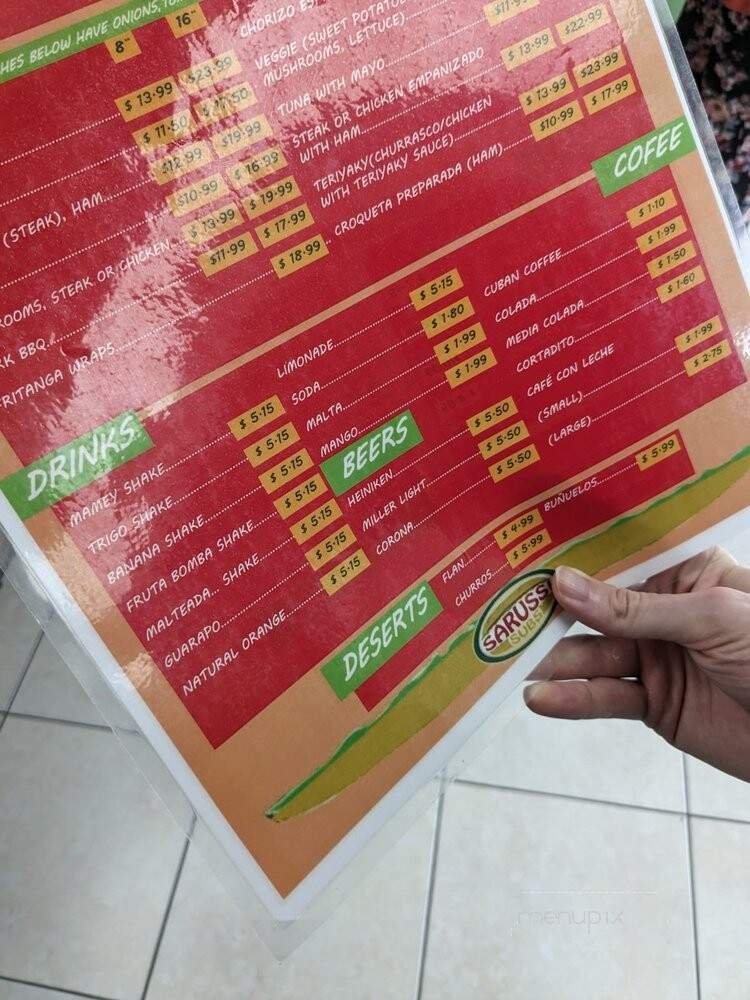 HES BELOW HAVE ONIONS,
8"
16"
$ 13.99 $23.99
$ 11.50 $17.50
$12.99 $19.99
(STEAK), HAM $10.99 $ 16.99
$ 13.99 $ 19.99
ROOMS, STEAK OR CHICKEN $11.99 $ 17.99
RK BBQ $ 18.99
RITANGA WRAPS
CHORIZO
VEGGIE (SWEET POTATO
MUSHROOMS, LETTUCE)
TUNA WITH MAYO $ 13.99 $22.99
STEAK OR CHICKEN EMPANIZADO
WITH HAM $ 13.99 $23.99
TERIYAKY(CHURRASCO/CHICKEN
WITH TERIYAKY SAUCE) $10.99 $ 17.99
CROQUETA PREPARADA (HAM)
DRINKS
MAMEY SHAKE $ 5.15
TRIGO SHAKE $ 5.15
BANANA SHAKE $ 5.15
FRUTA BOMBA SHAKE $ 5.15
MALTEADA.. SHAKE $ 5.15
GUARAPO $ 5.15
NATURAL ORANGE $ 5.15
LIMONADE $ 5.15
SODA $ 1.80
MALTA $ 1.99
MANGO $ 1.99
BEERS
HEINIKEN $ 5.50
MILLER LIGHT $ 5.50
CORONA $ 5.50
COFEE
CUBAN COFFEE $ 1.10
COLADA $ 1.99
MEDIA COLADA $ 1.50
CORTADITO $ 1.60
CAFÉ CON LECHE
(SMALL) $ 1.99
(LARGE) $ 2.75
DESERTS
FLAN $ 4.99
CHURROS $ 5.99
BUÑUELOS $ 5.99
SARUSSI
SUBS
menupix